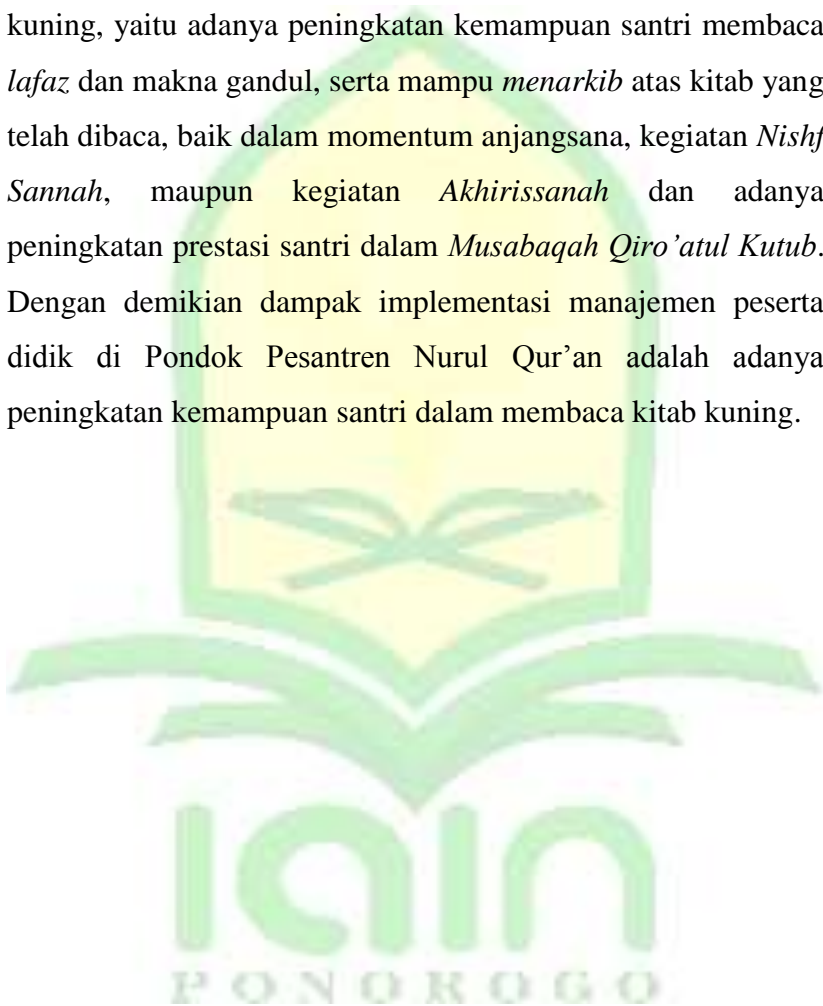 kuning, yaitu adanya peningkatan kemampuan santri membaca
lafaz dan makna gandul, serta mampu menarkib atas kitab yang
telah dibaca, baik dalam momentum anjangsana, kegiatan Nishf
Sannah, maupun kegiatan Akhirissanah dan adanya
peningkatan prestasi santri dalam Musabaqah Qiro’atul Kutub.
Dengan demikian dampak implementasi manajemen peserta
didik di Pondok Pesantren Nurul Qur’an adalah adanya
peningkatan kemampuan santri dalam membaca kitab kuning.
iain
PONOROGO